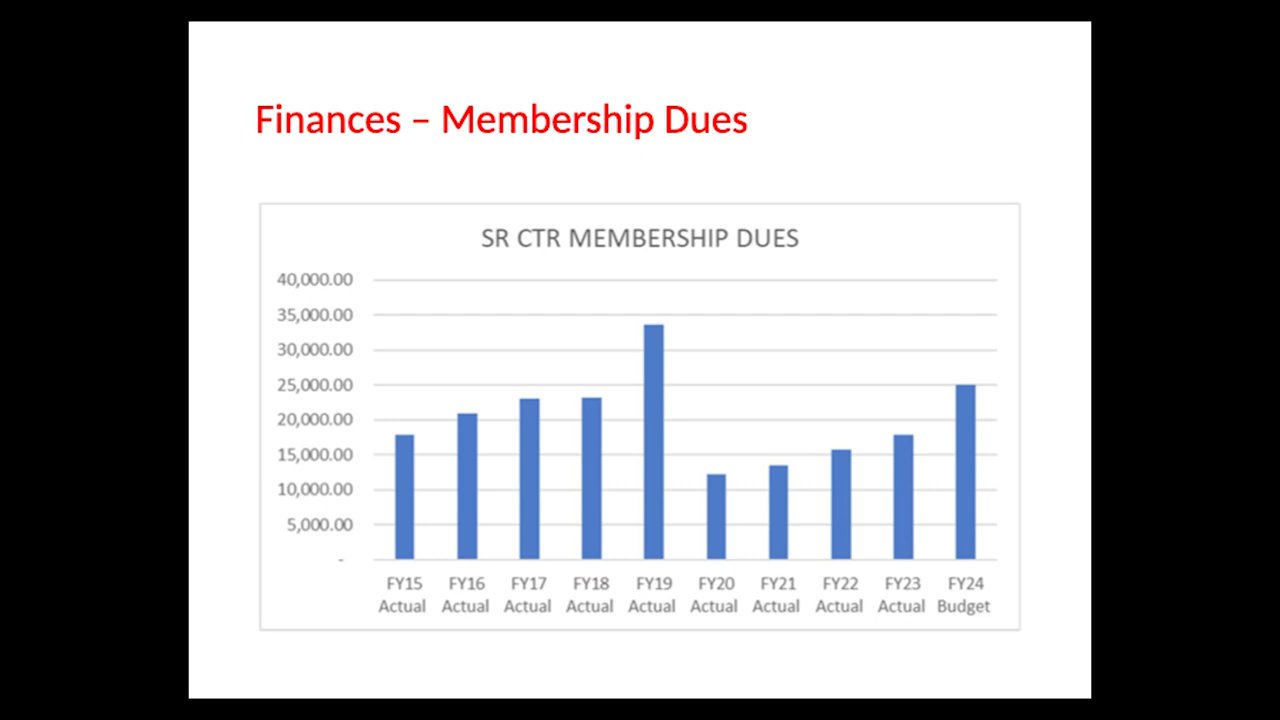 Finances – Membership Dues
SR CTR MEMBERSHIP DUES
40,000.00
35,000.00
30,000.00
25,000.00
20,000.00
15,000.00
10,000.00
5,000.00
-
FY15 FY16 FY17 FY18 FY19 FY20 FY21 FY22 FY23 FY24
Actual Actual Actual Actual Actual Actual Actual Actual Actual Budget